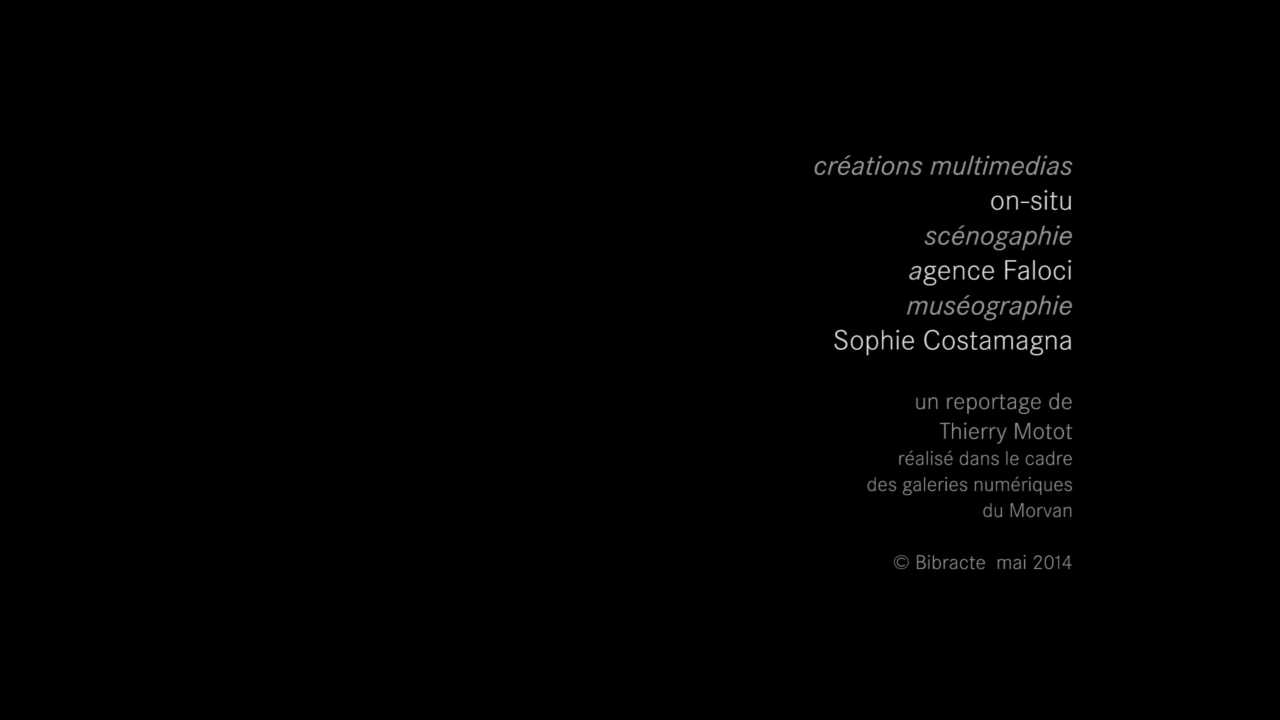 créations multimedias
on-situ
scénogaphie
agence Faloci
muséographie
Sophie Costamagna
un reportage de
Thierry Motot
réalisé dans le cadre
des galeries numériques
du Morvan
© Bibracte mai 2014